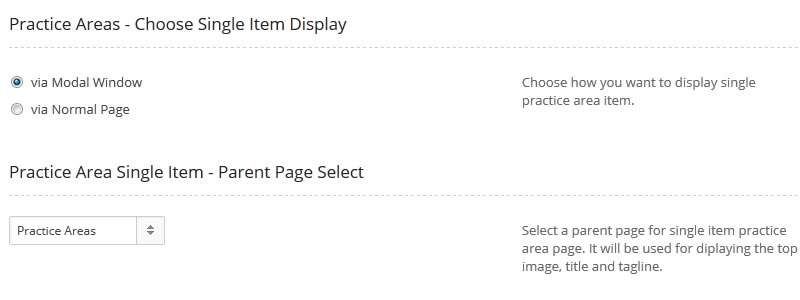 Practice Areas - Choose Single Item Display
via Modal Window
via Normal Page
Choose how you want to display single
practice area item.
Practice Area Single Item - Parent Page Select
Practice Areas
Select a parent page for single item practice
area page. It will be used for diplaying the top
image, title and tagline.